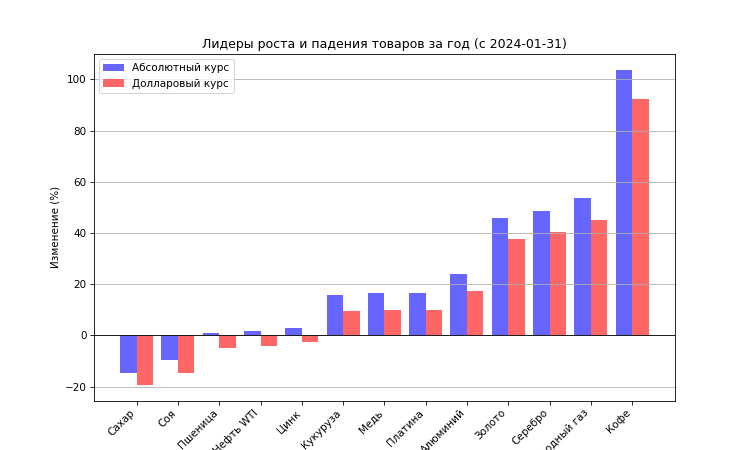 Лидеры роста и падения товаров за год (с 2024-01-31)
Абсолютный курс
Долларовый курс
Изменение (%)
100
80
60
40
20
0
−20
Сахар
Соя
Пшеница
Нефть WTI
Цинк
Кукуруза
Медь
Платина
Алюминий
Золото
Серебро
газ
Кофе